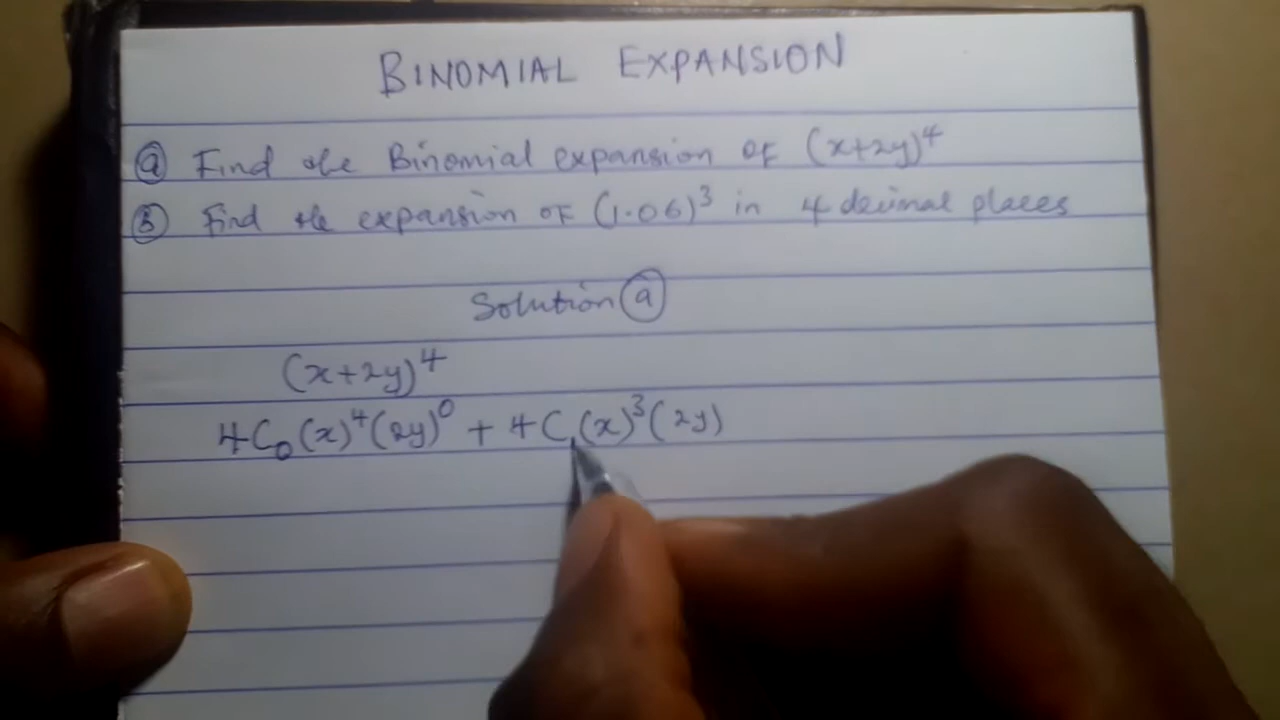 BINOMIAL EXPANSION
ⓐ Find the Binomial expansion of (x+2y)⁴
ⓑ Find the expansion of (1.06)³ in 4 decimal places
Solution ⓐ
(x+2y)⁴
4C₀(x)⁴(2y)⁰ + 4C₁(x)³(2y)